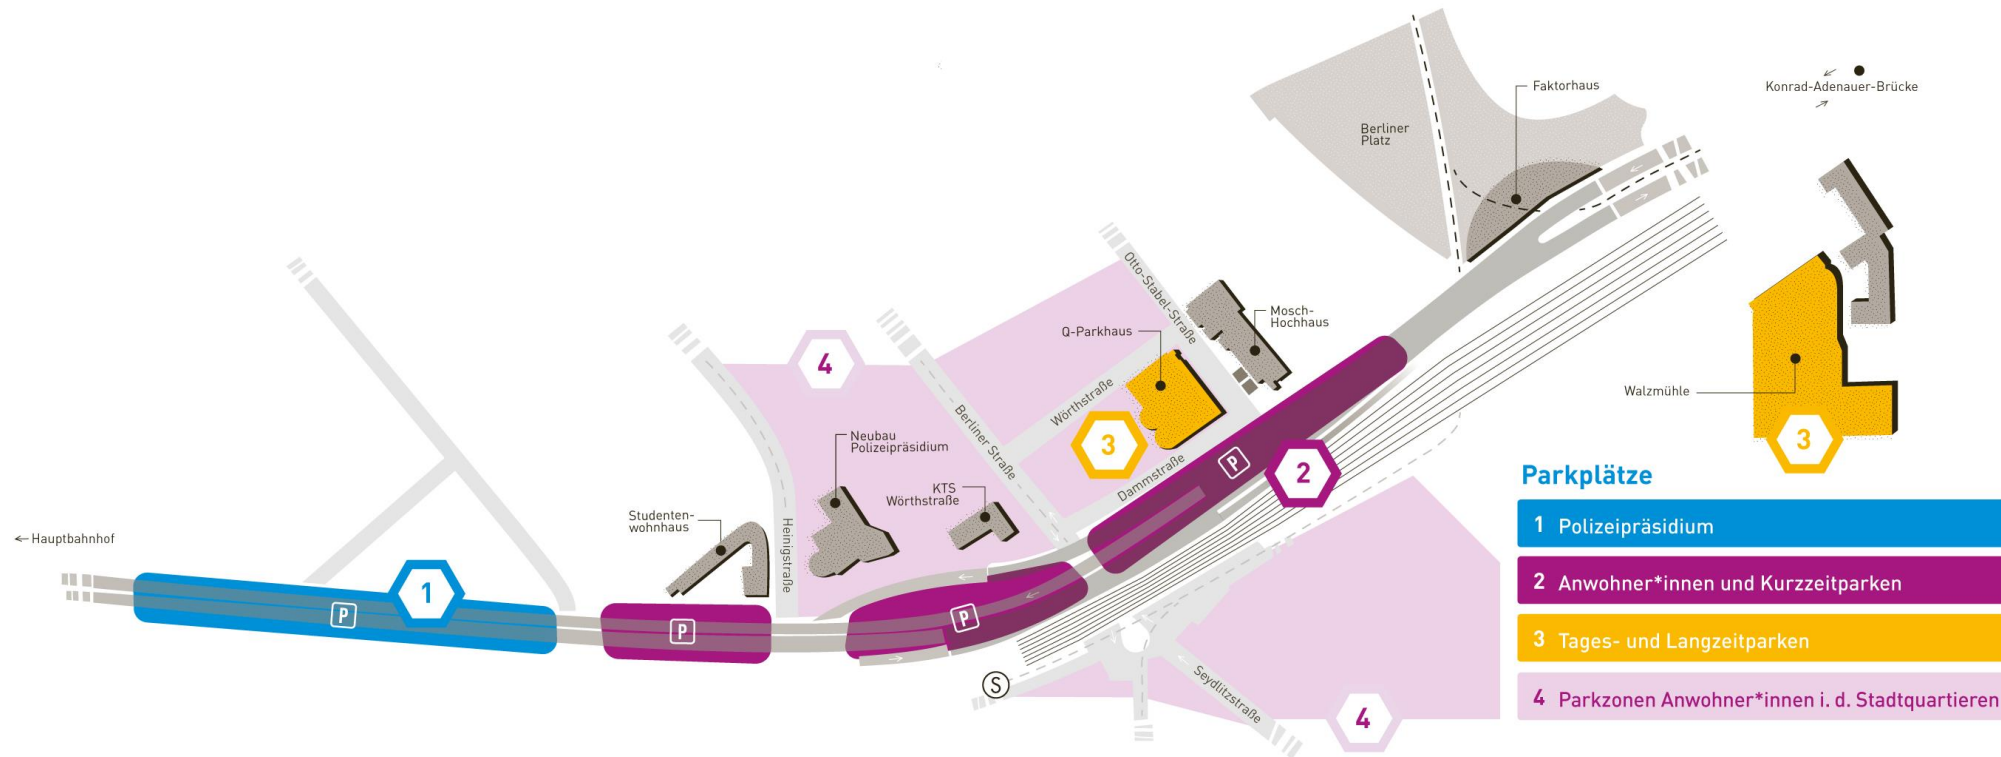 Faktorhaus
Konrad-Adenauer-Brücke
Berliner
Platz
Otto-Stabel-Straße
Mosch-
Hochhaus
Q-Parkhaus
4
Wörthstraße
Walzmühle
Berliner Straße
3
3
Neubau
Polizeipräsidium
Dammstraße
P
2
KTS
Wörthstraße
Studenten-
wohnhaus
Heinigstraße
← Hauptbahnhof
1
P
P
P
S
Seydlitzstraße
4
Parkplätze
1 Polizeipräsidium
2 Anwohner*innen und Kurzzeitparken
3 Tages- und Langzeitparken
4 Parkzonen Anwohner*innen i. d. Stadtquartieren